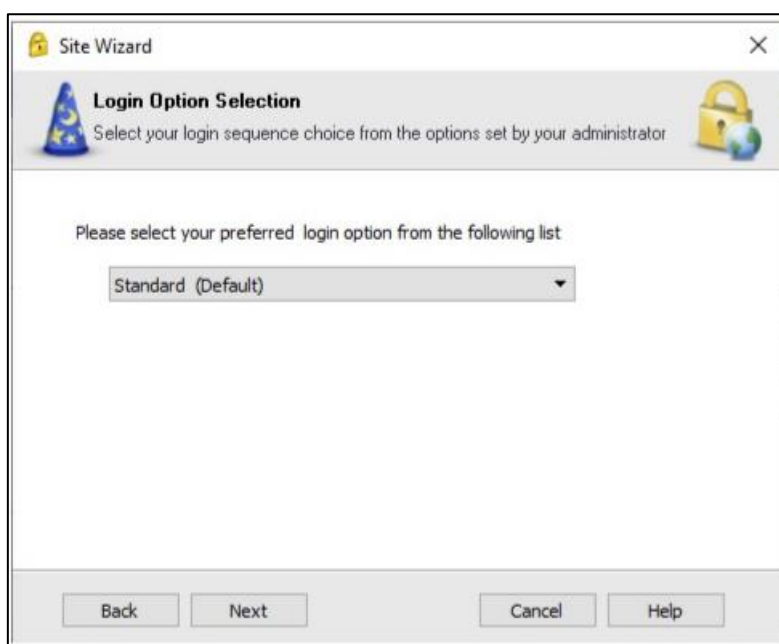 Site Wizard
Login Option Selection
Select your login sequence choice from the options set by your administrator
Please select your preferred login option from the following list
Standard (Default)
Back Next Cancel Help